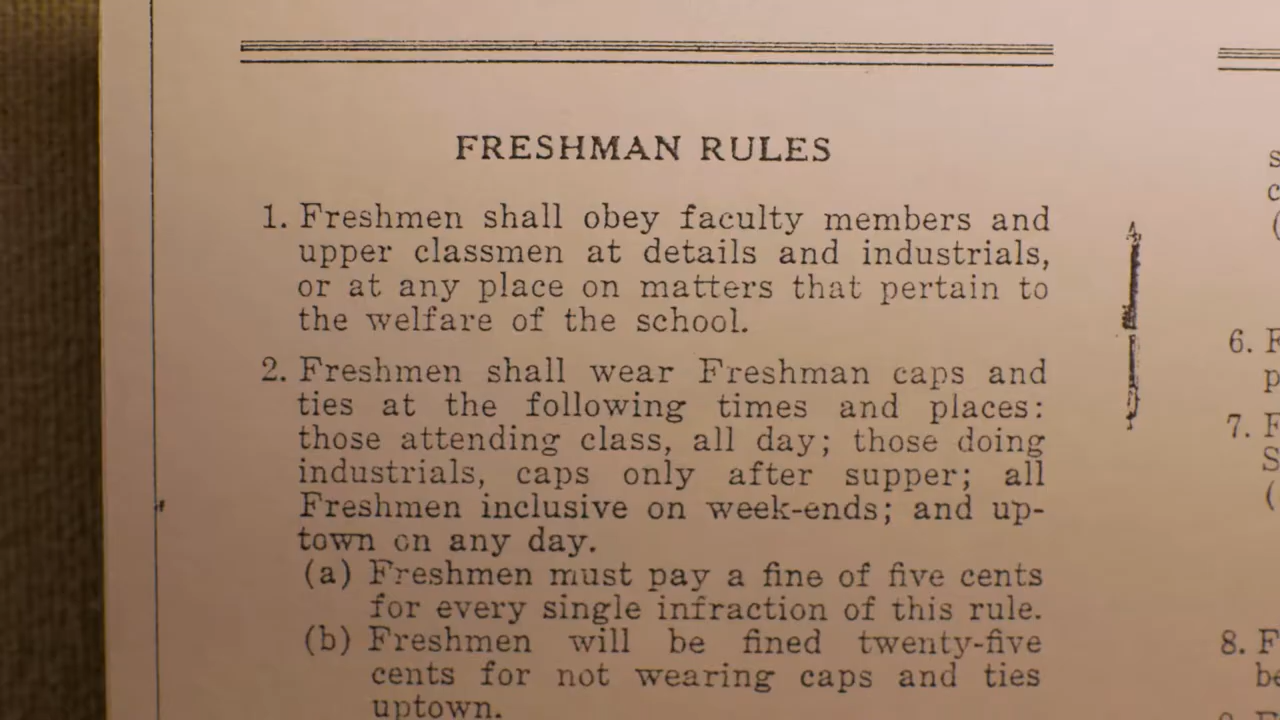 FRESHMAN RULES
1. Freshmen shall obey faculty members and
upper classmen at details and industrials,
or at any place on matters that pertain to
the welfare of the school.
2. Freshmen shall wear Freshman caps and
ties at the following times and places:
those attending class, all day; those doing
industrials, caps only after supper; all
Freshmen inclusive on week-ends; and up-
town on any day.
(a) Freshmen must pay a fine of five cents
for every single infraction of this rule.
(b) Freshmen will be fined twenty-five
cents for not wearing caps and ties
uptown.
6.
7.
8.